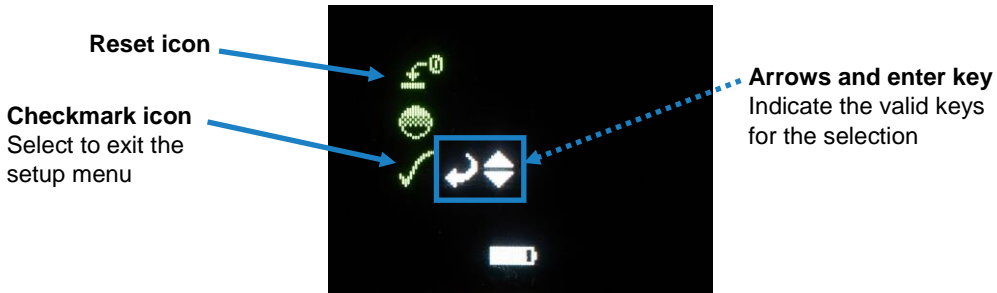 Reset icon
Checkmark icon
Select to exit the
setup menu
0
Arrows and enter key
Indicate the valid keys
for the selection